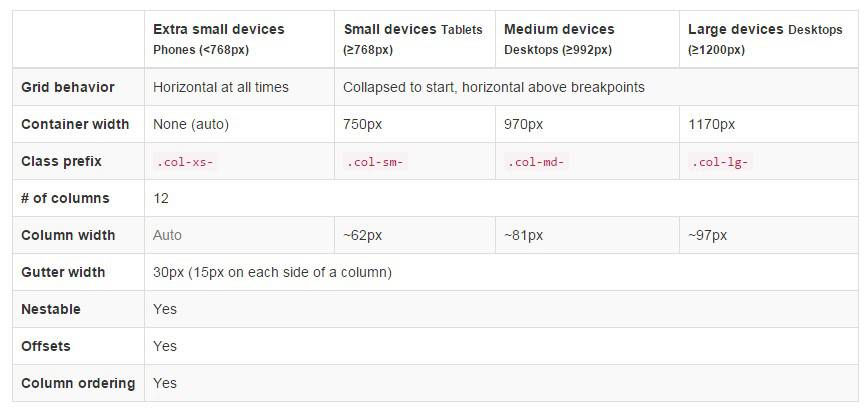 Extra small devices Small devices Tablets Medium devices Large devices Desktops
Phones (<768px) (≥768px) Desktops (≥992px) (≥1200px)
Grid behavior Horizontal at all times Collapsed to start, horizontal above breakpoints
Container width None (auto) 750px 970px 1170px
Class prefix .col-xs- .col-sm- .col-md- .col-lg-
# of columns 12
Column width Auto ~62px ~81px ~97px
Gutter width 30px (15px on each side of a column)
Nestable Yes
Offsets Yes
Column ordering Yes